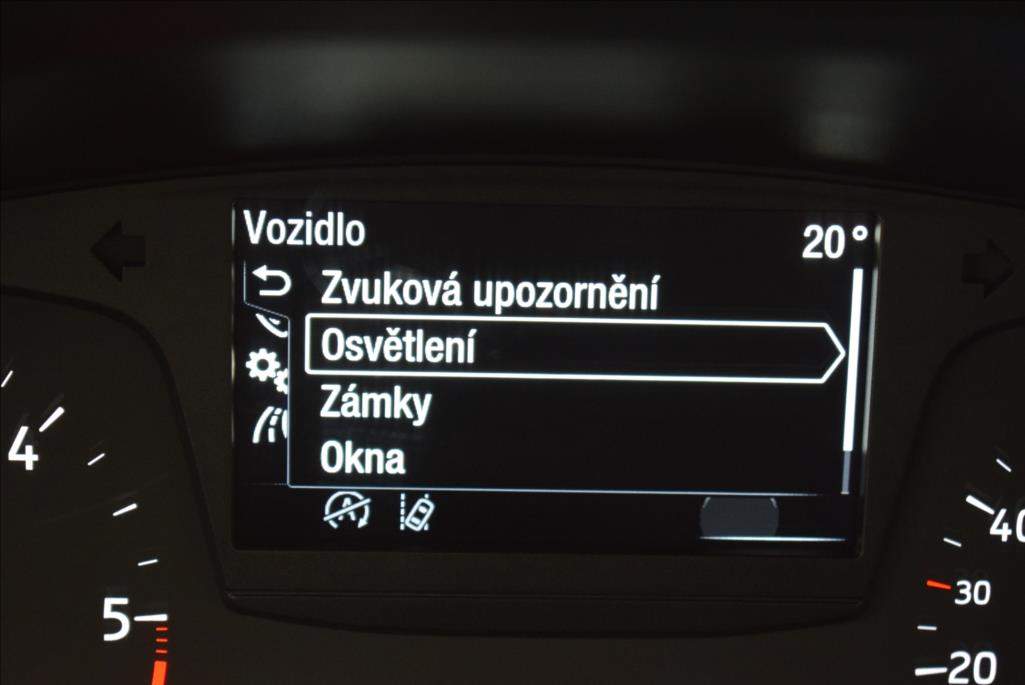 Vozidlo
20°
Zvuková upozornění
Osvětlení
Zámky
Okna
A
4
5
40
30
20